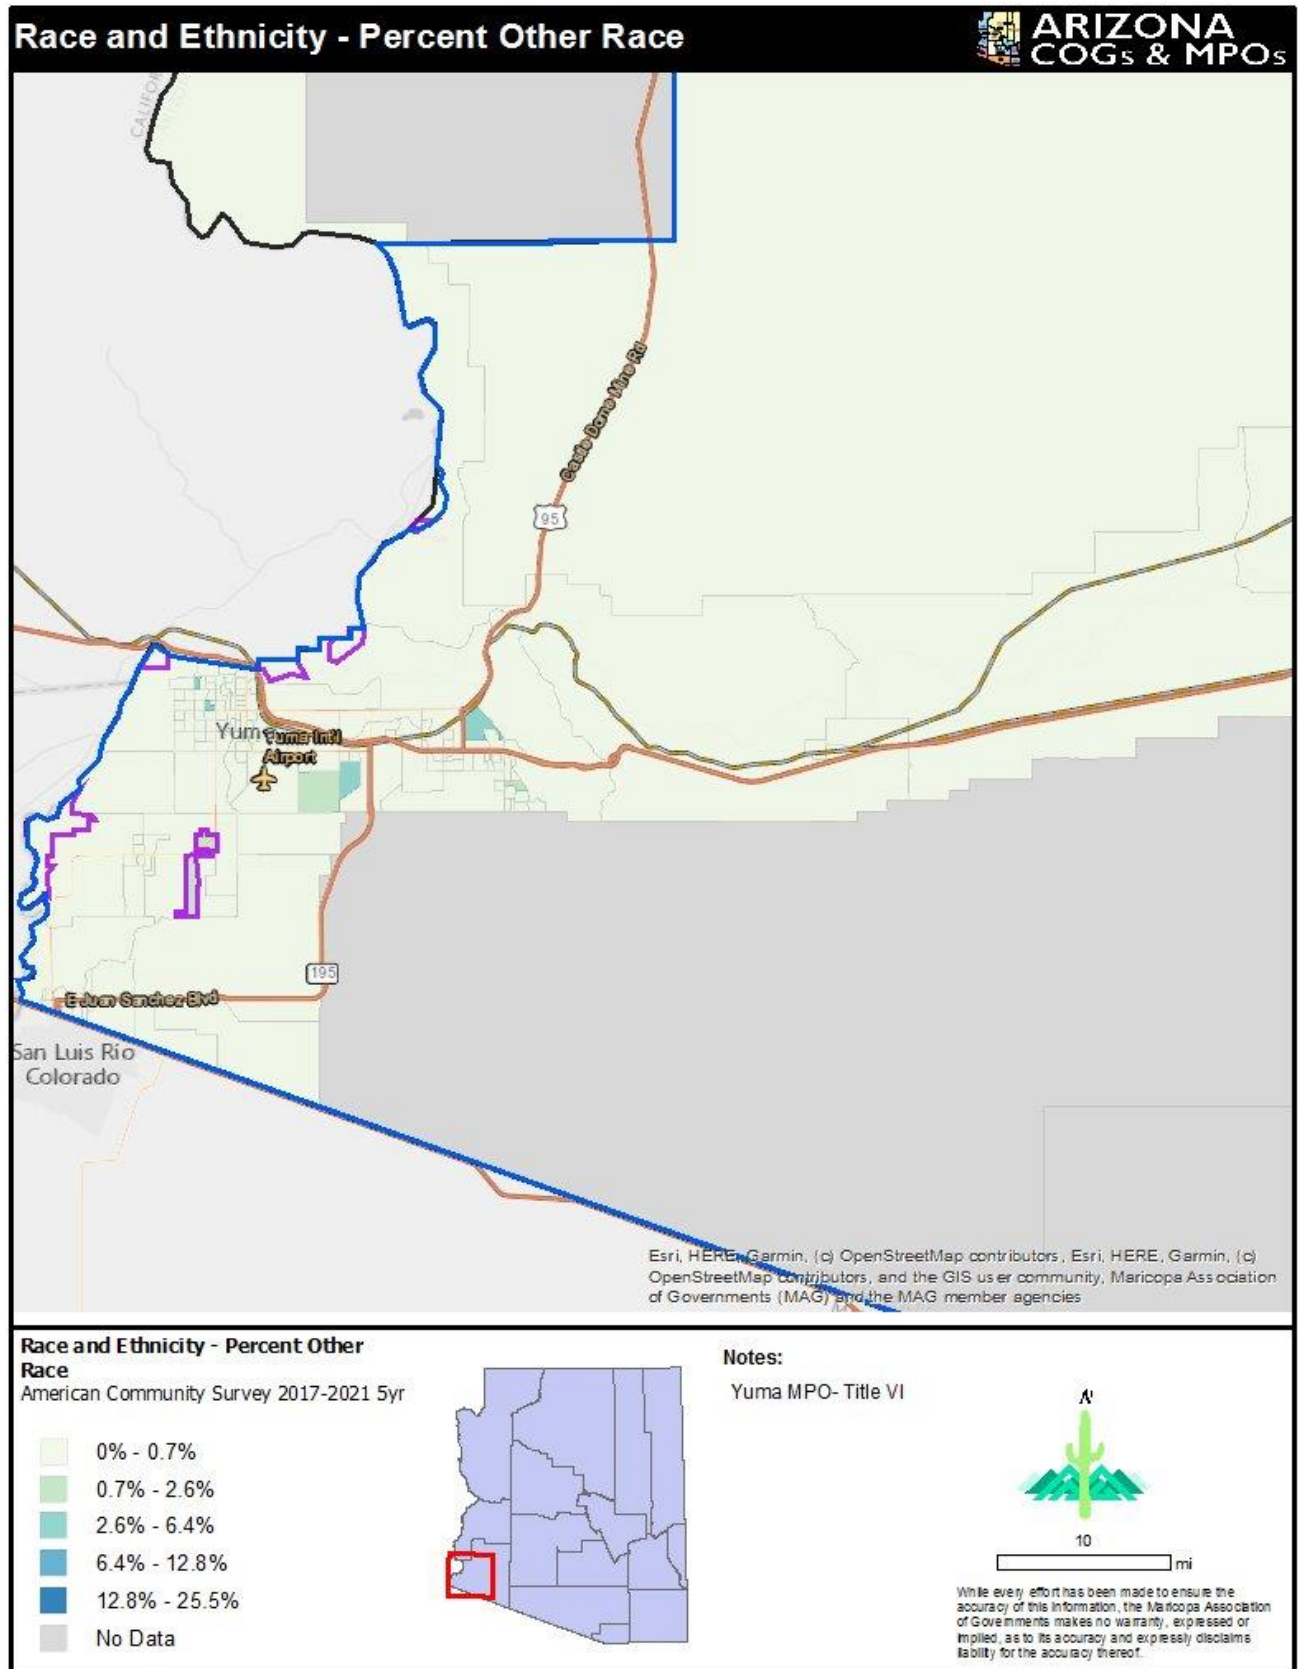 Race and Ethnicity - Percent Other Race
ARIZONA
COGs & MPOs
Castle Dome Mine Rd
95
Yuma Int'l
Airport
195
E Juan Sanchez Blvd
San Luis Río
Colorado
Esri, HERE, Garmin, (c) OpenStreetMap contributors, Esri, HERE, Garmin, (c)
OpenStreetMap contributors, and the GIS user community, Maricopa Association
of Governments (MAG) and the MAG member agencies
Race and Ethnicity - Percent Other
Race
American Community Survey 2017-2021 5yr
0% - 0.7%
0.7% - 2.6%
2.6% - 6.4%
6.4% - 12.8%
12.8% - 25.5%
No Data
Notes:
Yuma MPO- Title VI
N
10
mi
While every effort has been made to ensure the
accuracy of this information, the Maricopa Association
of Governments makes no warranty, expressed or
implied, as to its accuracy and expressly disclaims
liability for the accuracy thereof.